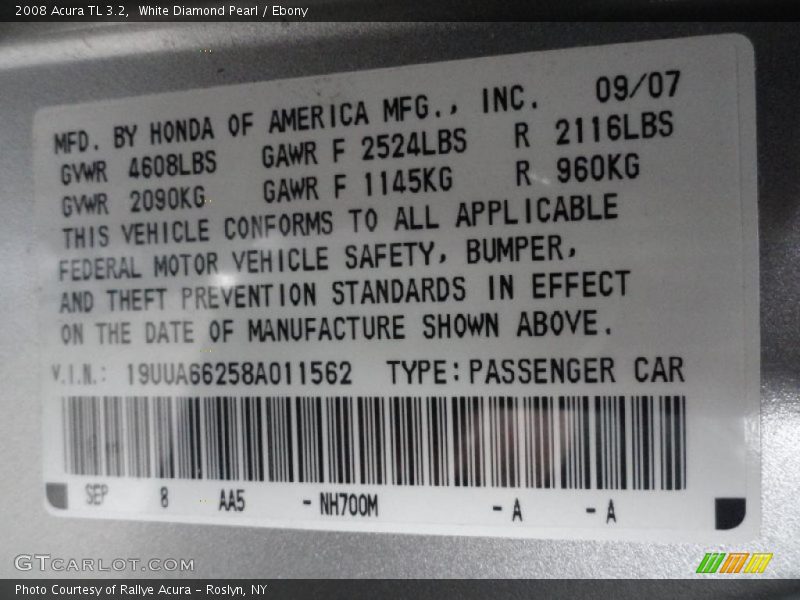 2008 Acura TL 3.2,  White Diamond Pearl / Ebony
MFD. BY HONDA OF AMERICA MFG., INC. 09/07
GVWR 4608LBS GAWR F 2524LBS R 2116LBS
GVWR 2090KG GAWR F 1145KG R 960KG
THIS VEHICLE CONFORMS TO ALL APPLICABLE
FEDERAL MOTOR VEHICLE SAFETY, BUMPER,
AND THEFT PREVENTION STANDARDS IN EFFECT
ON THE DATE OF MANUFACTURE SHOWN ABOVE.
V.I.N.: 19UUA66258A011562 TYPE: PASSENGER CAR
SEP 8 AA5 - NH700M - A - A
GTCARLOT.COM
Photo Courtesy of Rallye Acura – Roslyn, NY